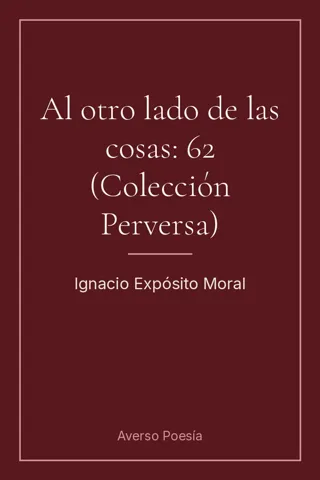 Al otro lado de las
cosas: 62
(Colección
Perversa)
Ignacio Expósito Moral
Averso Poesía